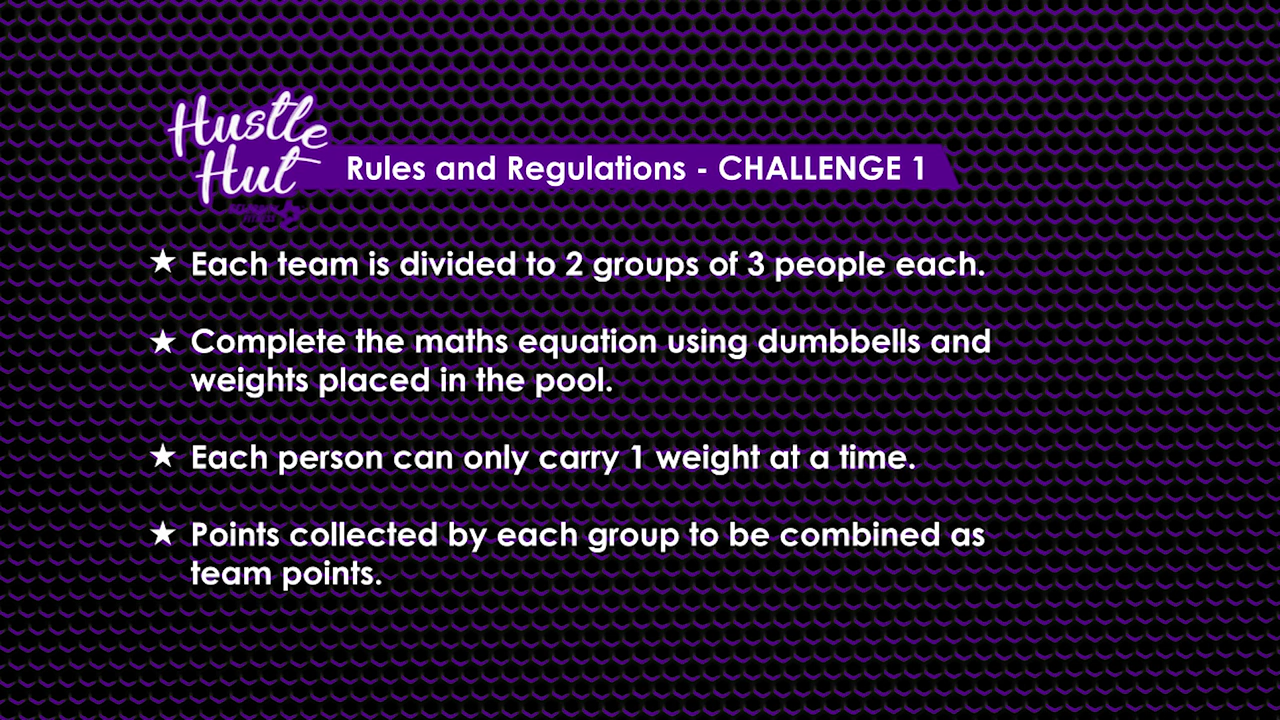 Hustle
Hut
Rules and Regulations - CHALLENGE 1
★ Each team is divided to 2 groups of 3 people each.
★ Complete the maths equation using dumbbells and
weights placed in the pool.
★ Each person can only carry 1 weight at a time.
★ Points collected by each group to be combined as
team points.